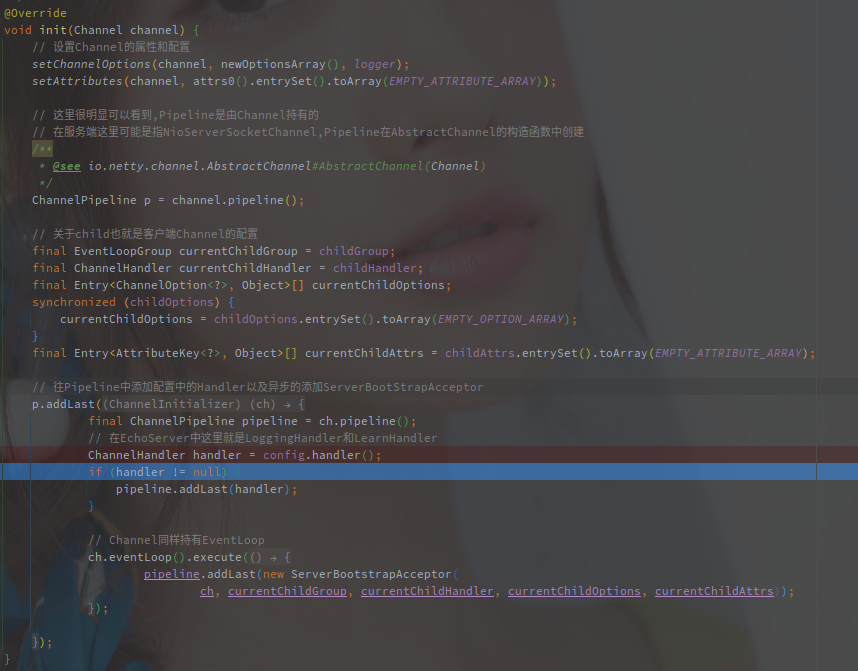 @Override
void init(Channel channel) {
// 设置Channel的属性和配置
setChannelOptions(channel, newOptionsArray(), logger);
setAttributes(channel, attrs0().entrySet().toArray(EMPTY_ATTRIBUTE_ARRAY));
// 这里很明显可以看到,Pipeline是由Channel持有的
// 在服务端这里可能是指NioServerSocketChannel,Pipeline在AbstractChannel的构造函数中创建
/**
* @see io.netty.channel.AbstractChannel#AbstractChannel(Channel)
*/
ChannelPipeline p = channel.pipeline();
// 关于child也就是客户端Channel的配置
final EventLoopGroup currentChildGroup = childGroup;
final ChannelHandler currentChildHandler = childHandler;
final Entry<ChannelOption<?>, Object>[] currentChildOptions;
synchronized (childOptions) {
currentChildOptions = childOptions.entrySet().toArray(EMPTY_OPTION_ARRAY);
}
final Entry<AttributeKey<?>, Object>[] currentChildAttrs = childAttrs.entrySet().toArray(EMPTY_ATTRIBUTE_ARRAY);
// 往Pipeline中添加配置中的Handler以及异步的添加ServerBootStrapAcceptor
p.addLast((ChannelInitializer) (ch) → {
final ChannelPipeline pipeline = ch.pipeline();
// 在EchoServer中这里就是LoggingHandler和LearnHandler
ChannelHandler handler = config.handler();
if (handler != null) {
pipeline.addLast(handler);
}
// Channel同样持有EventLoop
ch.eventLoop().execute(() → {
pipeline.addLast(new ServerBootstrapAcceptor(
ch, currentChildGroup, currentChildHandler, currentChildOptions, currentChildAttrs));
});
});
}